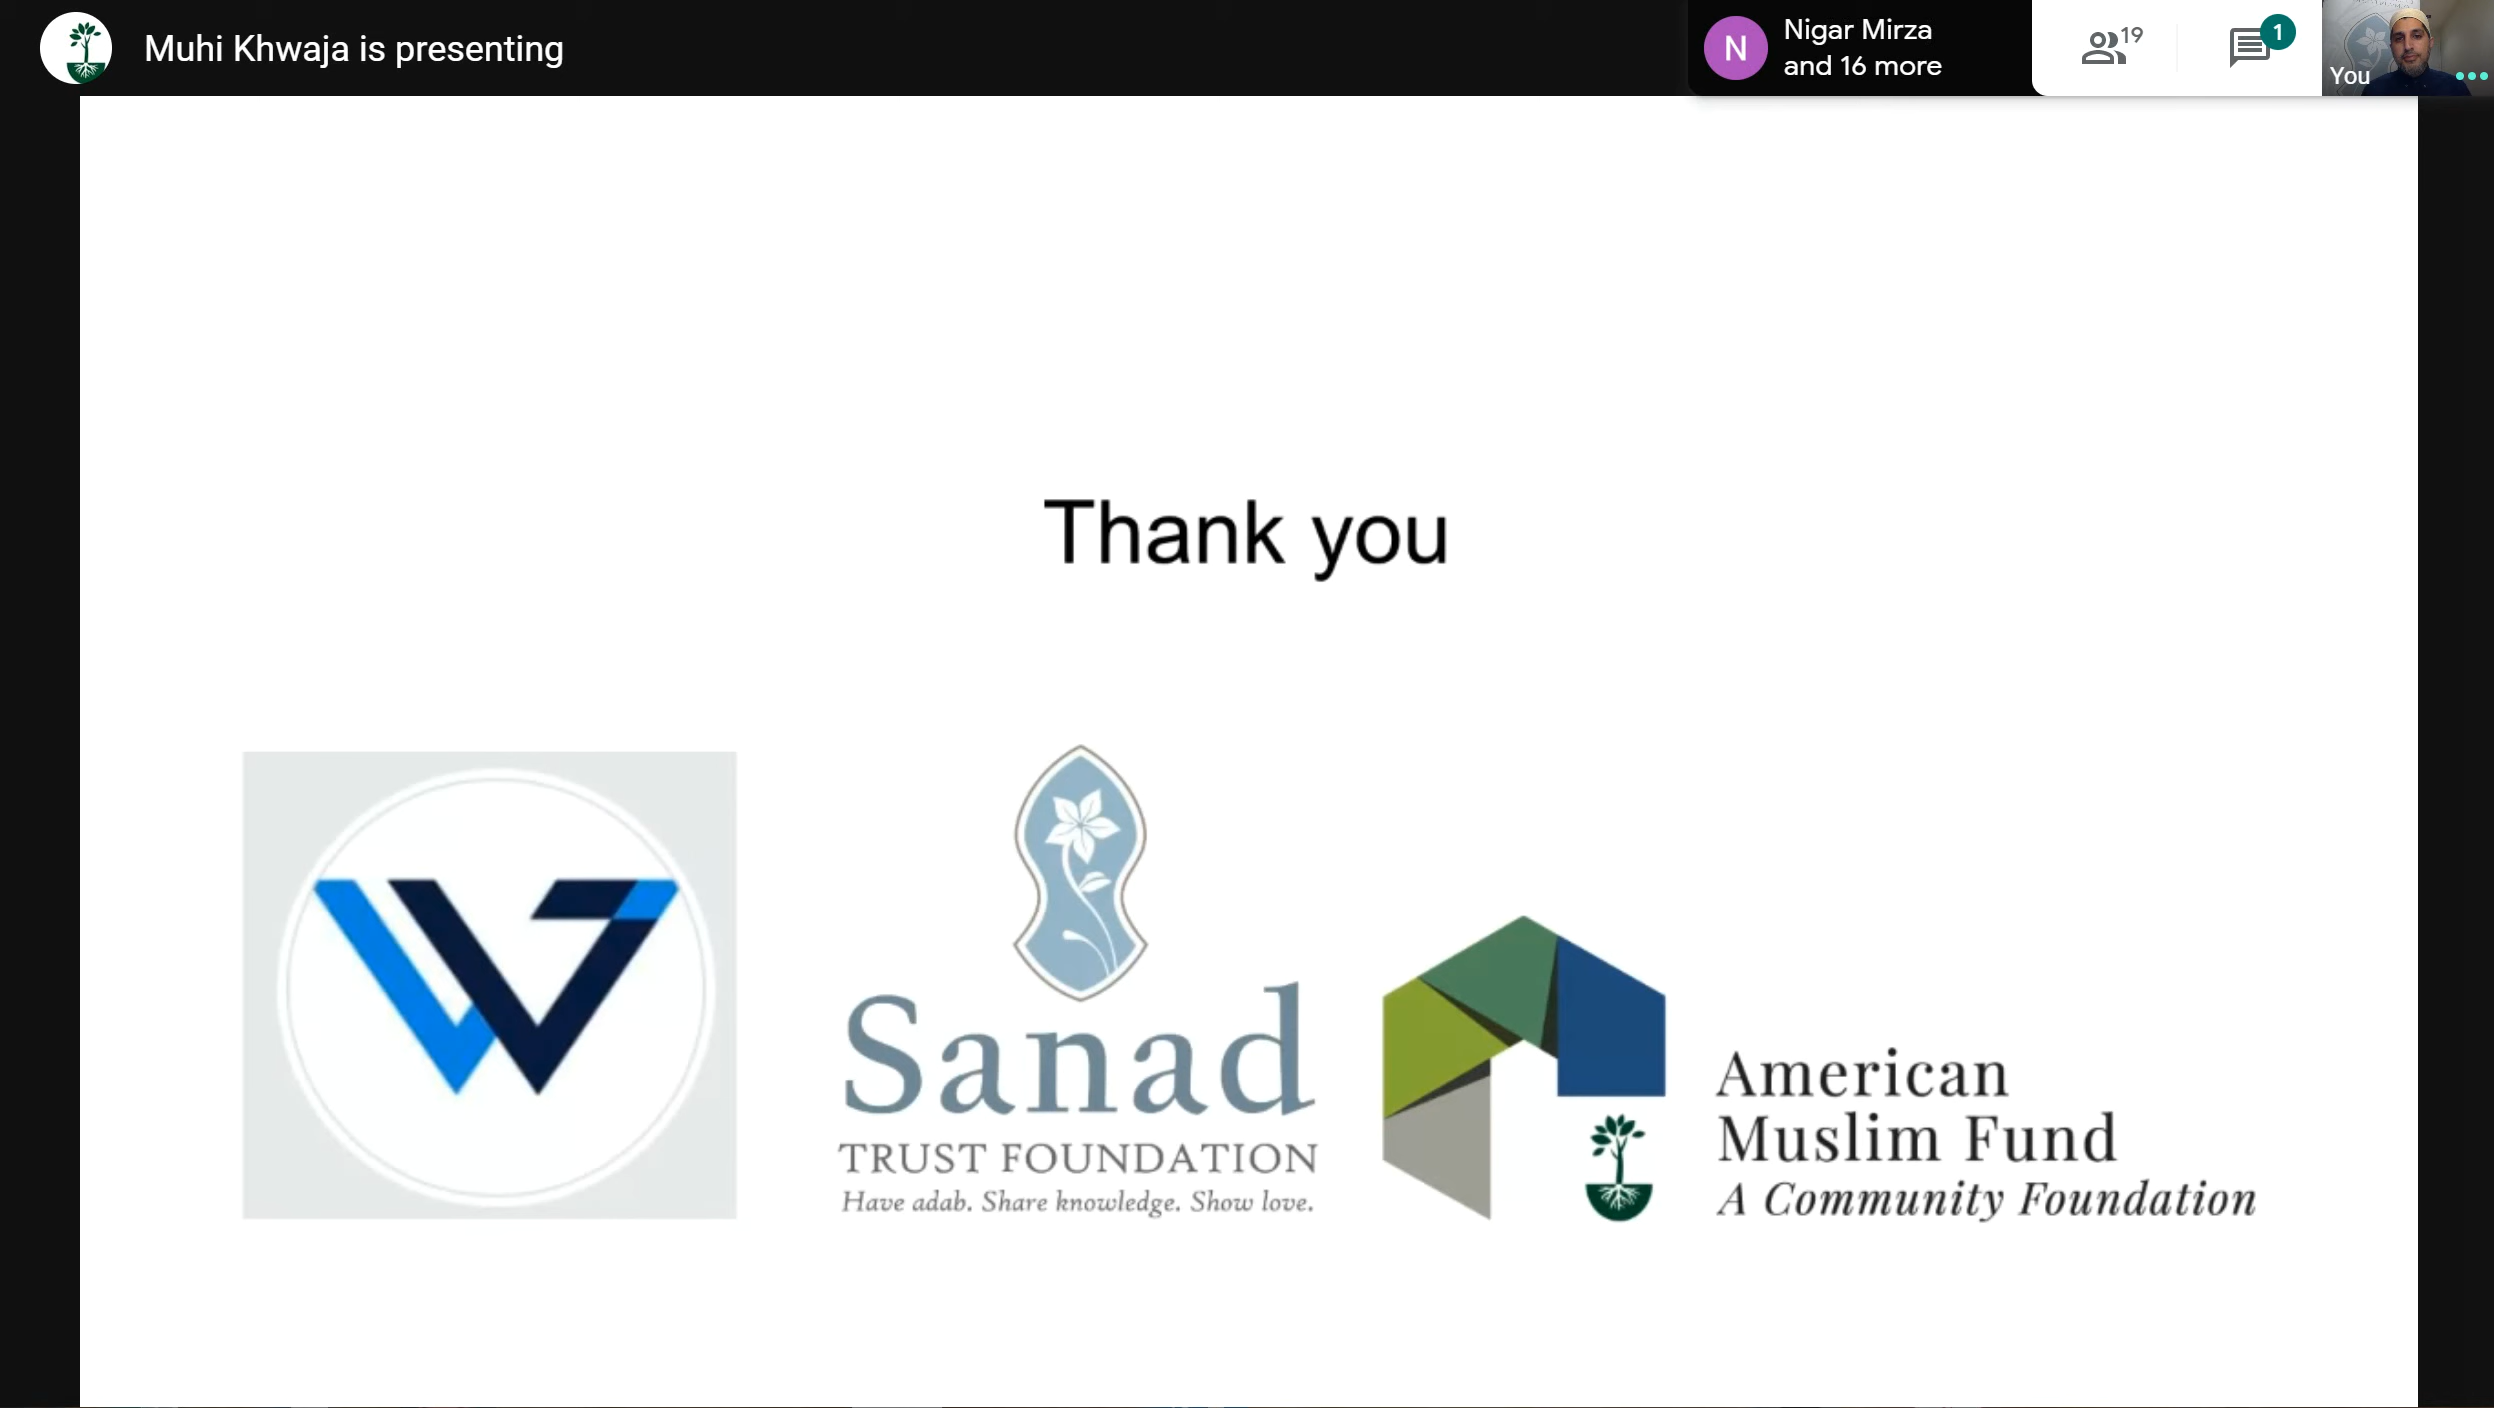 Muhi Khwaja is presenting
N
Nigar Mirza
and 16 more
19
1
You
Thank you
Sanad
TRUST FOUNDATION
Have adab. Share knowledge. Show love.
American
Muslim Fund
A Community Foundation